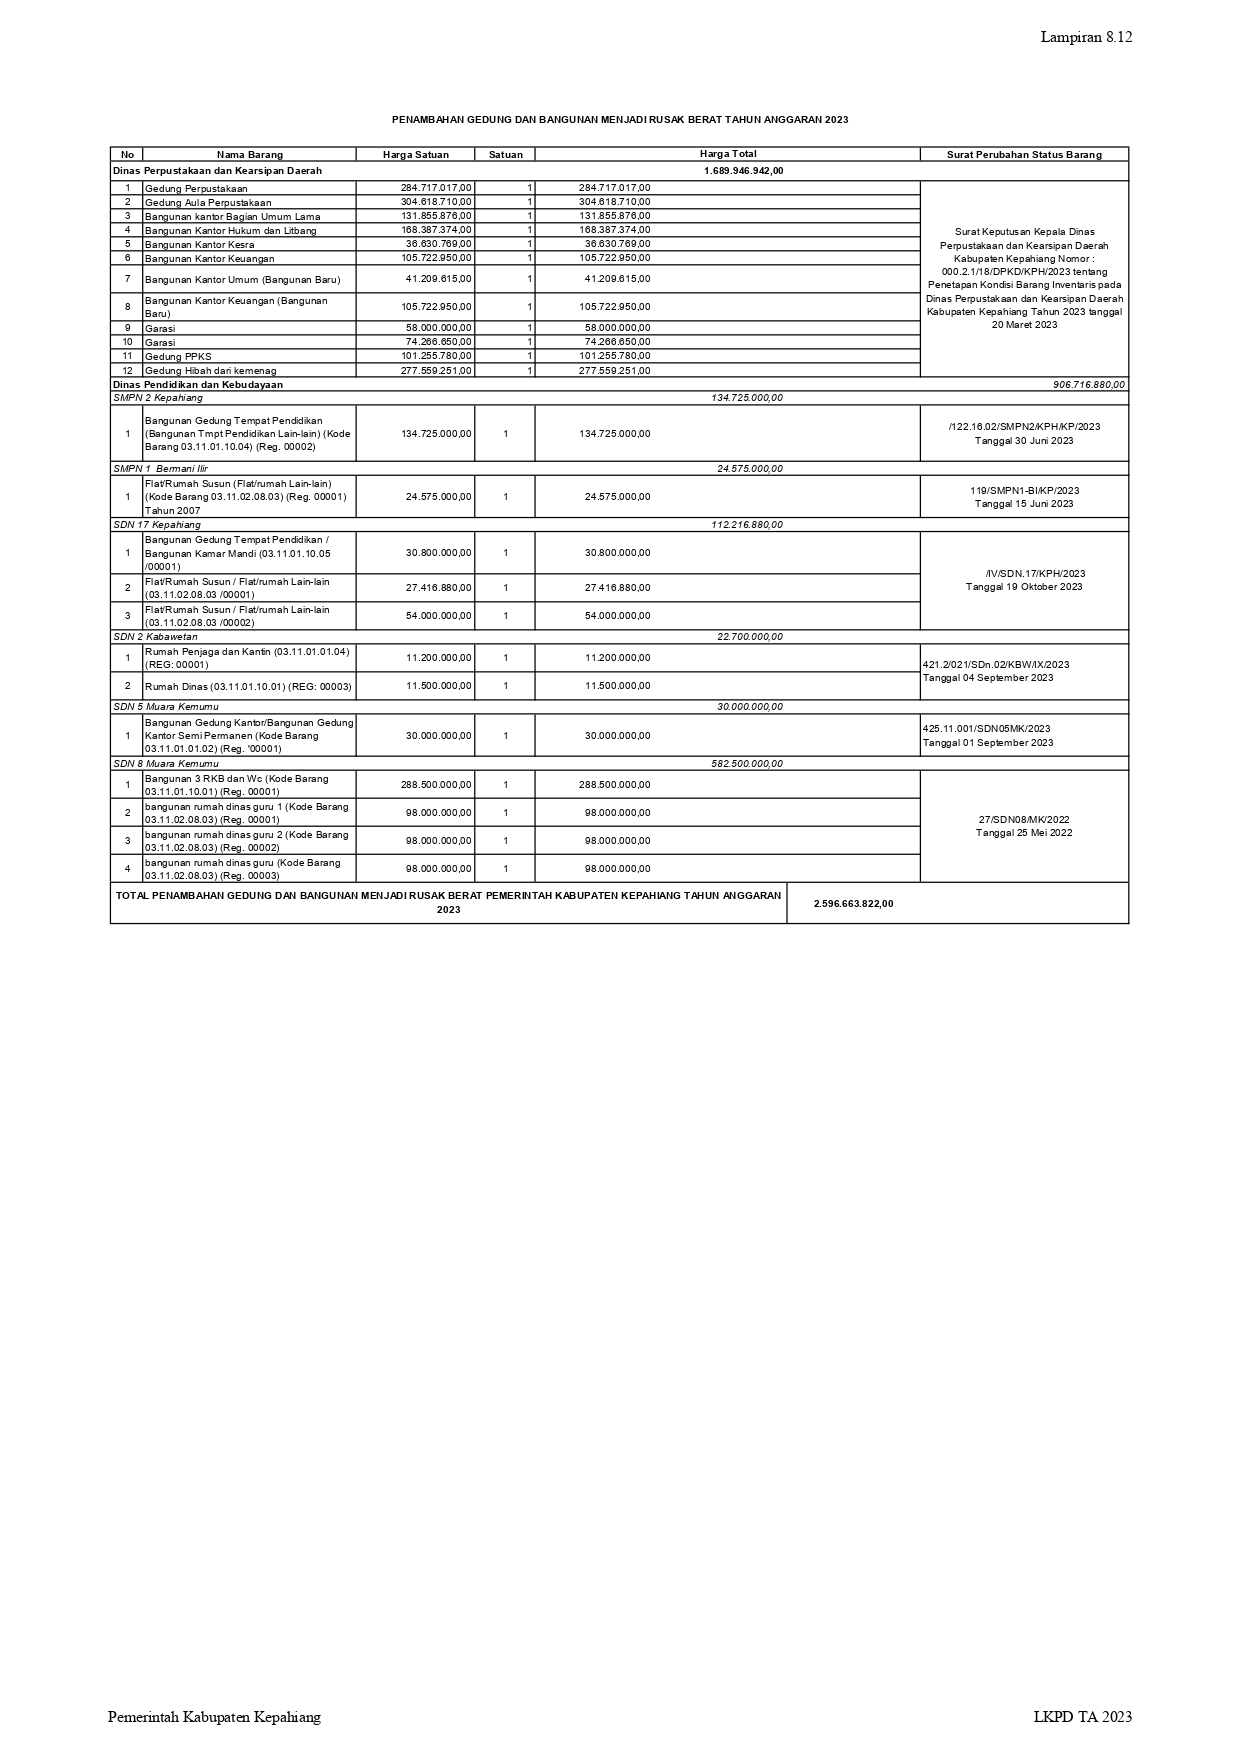 Lampiran 8.12
PENAMBAHAN GEDUNG DAN BANGUNAN MENJADI RUSAK BERAT TAHUN ANGGARAN 2023
No Nama Barang Harga Satuan Satuan Harga Total Surat Perubahan Status Barang
Dinas Perpustakaan dan Kearsipan Daerah 1.689.946.942,00
1 Gedung Perpustakaan 284.717.017,00 1 284.717.017,00
2 Gedung Aula Perpustakaan 304.618.710,00 1 304.618.710,00
3 Bangunan kantor Bagian Umum Lama 131.855.876,00 1 131.855.876,00
4 Bangunan Kantor Hukum dan Litbang 168.387.374,00 1 168.387.374,00
5 Bangunan Kantor Kesra 36.630.769,00 1 36.630.769,00
6 Bangunan Kantor Keuangan 105.722.950,00 1 105.722.950,00
7 Bangunan Kantor Umum (Bangunan Baru) 41.209.615,00 1 41.209.615,00
8 Bangunan Kantor Keuangan (Bangunan
Baru) 105.722.950,00 1 105.722.950,00
9 Garasi 58.000.000,00 1 58.000.000,00
10 Garasi 74.266.650,00 1 74.266.650,00
11 Gedung PPKS 101.255.780,00 1 101.255.780,00
12 Gedung Hibah dari kemenag 277.559.251,00 1 277.559.251,00
Surat Keputusan Kepala Dinas
Perpustakaan dan Kearsipan Daerah
Kabupaten Kepahiang Nomor :
000.2.1/18/DPKD/KPH/2023 tentang
Penetapan Kondisi Barang Inventaris pada
Dinas Perpustakaan dan Kearsipan Daerah
Kabupaten Kepahiang Tahun 2023 tanggal
20 Maret 2023
Dinas Pendidikan dan Kebudayaan 906.716.880,00
SMPN 2 Kepahiang 134.725.000,00
1 Bangunan Gedung Tempat Pendidikan
(Bangunan Tmpt Pendidikan Lain-lain) (Kode
Barang 03.11.01.10.04) (Reg. 00002) 134.725.000,00 1 134.725.000,00
/122.16.02/SMPN2/KPH/KP/2023
Tanggal 30 Juni 2023
SMPN 1 Bermani Ilir 24.575.000,00
1 Flat/Rumah Susun (Flat/rumah Lain-lain)
(Kode Barang 03.11.02.08.03) (Reg. 00001)
Tahun 2007 24.575.000,00 1 24.575.000,00
119/SMPN1-BI/KP/2023
Tanggal 15 Juni 2023
SDN 17 Kepahiang 112.216.880,00
1 Bangunan Gedung Tempat Pendidikan /
Bangunan Kamar Mandi (03.11.01.10.05
/00001) 30.800.000,00 1 30.800.000,00
2 Flat/Rumah Susun / Flat/rumah Lain-lain
(03.11.02.08.03 /00001) 27.416.880,00 1 27.416.880,00
3 Flat/Rumah Susun / Flat/rumah Lain-lain
(03.11.02.08.03 /00002) 54.000.000,00 1 54.000.000,00
/IV/SDN.17/KPH/2023
Tanggal 19 Oktober 2023
SDN 2 Kabawetan 22.700.000,00
1 Rumah Penjaga dan Kantin (03.11.01.01.04)
(REG: 00001) 11.200.000,00 1 11.200.000,00
2 Rumah Dinas (03.11.01.10.01) (REG: 00003) 11.500.000,00 1 11.500.000,00
421.2/021/SDn.02/KBW/IX/2023
Tanggal 04 September 2023
SDN 5 Muara Kemumu 30.000.000,00
1 Bangunan Gedung Kantor/Bangunan Gedung
Kantor Semi Permanen (Kode Barang
03.11.01.01.02) (Reg. '00001) 30.000.000,00 1 30.000.000,00
425.11.001/SDN05MK/2023
Tanggal 01 September 2023
SDN 8 Muara Kemumu 582.500.000,00
1 Bangunan 3 RKB dan Wc (Kode Barang
03.11.01.10.01) (Reg. 00001) 288.500.000,00 1 288.500.000,00
2 bangunan rumah dinas guru 1 (Kode Barang
03.11.02.08.03) (Reg. 00001) 98.000.000,00 1 98.000.000,00
3 bangunan rumah dinas guru 2 (Kode Barang
03.11.02.08.03) (Reg. 00002) 98.000.000,00 1 98.000.000,00
4 bangunan rumah dinas guru (Kode Barang
03.11.02.08.03) (Reg. 00003) 98.000.000,00 1 98.000.000,00
27/SDN08/MK/2022
Tanggal 25 Mei 2022
TOTAL PENAMBAHAN GEDUNG DAN BANGUNAN MENJADI RUSAK BERAT PEMERINTAH KABUPATEN KEPAHIANG TAHUN ANGGARAN
2023 2.596.663.822,00
Pemerintah Kabupaten Kepahiang LKPD TA 2023